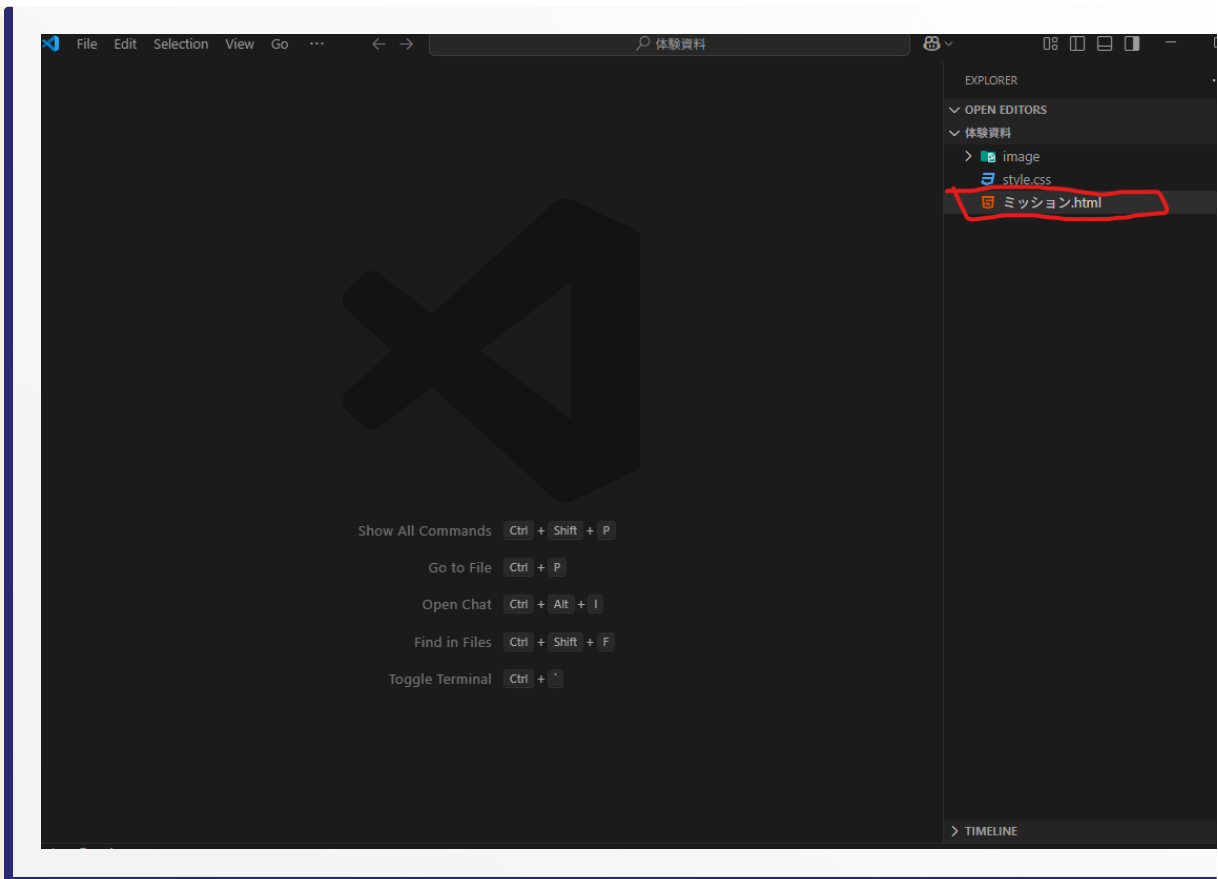 File Edit Selection View Go ··· ← → 体験資料
EXPLORER
OPEN EDITORS
体験資料
image
style.css
ミッション.html
Show All Commands Ctrl + Shift + P
Go to File Ctrl + P
Open Chat Ctrl + Alt + I
Find in Files Ctrl + Shift + F
Toggle Terminal Ctrl + `
TIMELINE